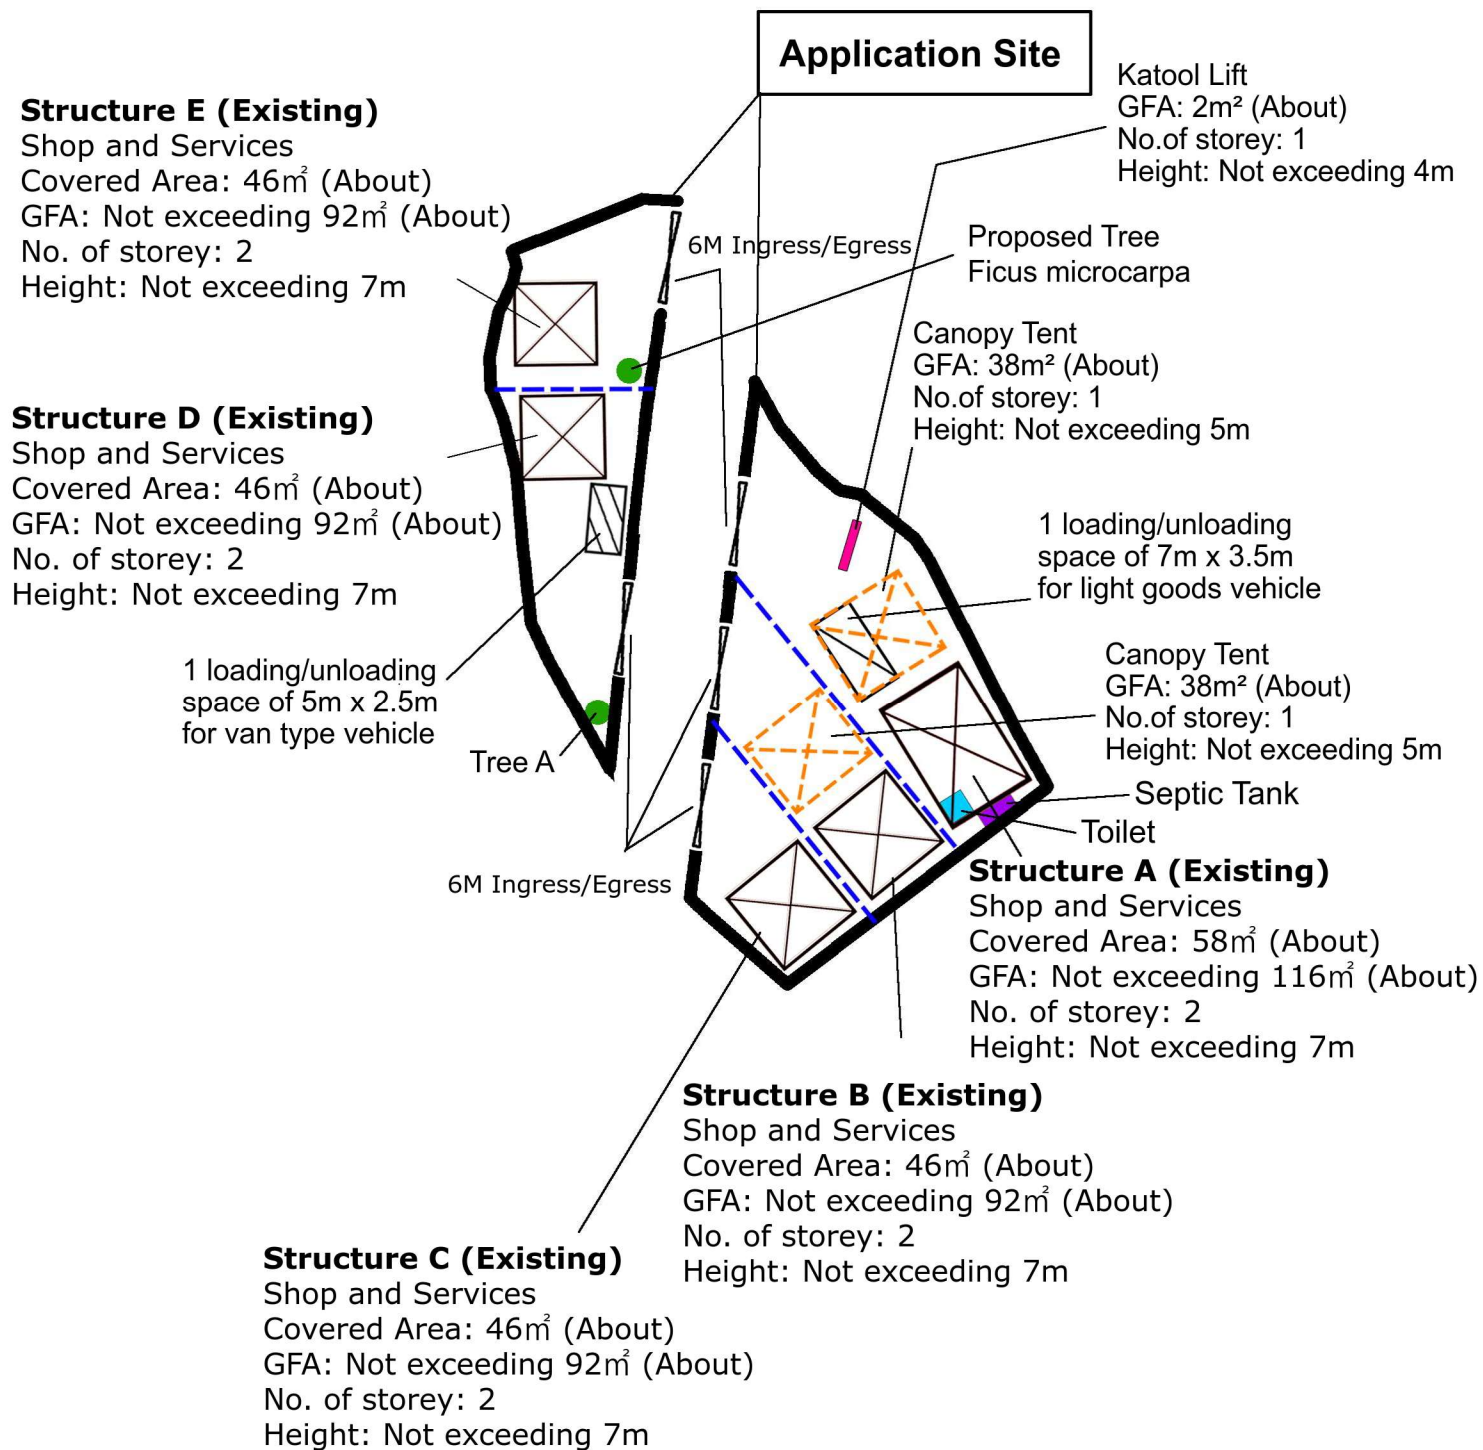 Application Site
Katool Lift
GFA: 2m² (About)
No.of storey: 1
Height: Not exceeding 4m
Structure E (Existing)
Shop and Services
Covered Area: 46㎡ (About)
GFA: Not exceeding 92㎡ (About)
No. of storey: 2
Height: Not exceeding 7m
6M Ingress/Egress
Proposed Tree
Ficus microcarpa
Canopy Tent
GFA: 38m² (About)
No.of storey: 1
Height: Not exceeding 5m
Structure D (Existing)
Shop and Services
Covered Area: 46㎡ (About)
GFA: Not exceeding 92㎡ (About)
No. of storey: 2
Height: Not exceeding 7m
1 loading/unloading
space of 7m x 3.5m
for light goods vehicle
1 loading/unloading
space of 5m x 2.5m
for van type vehicle
Tree A
Canopy Tent
GFA: 38m² (About)
No.of storey: 1
Height: Not exceeding 5m
Septic Tank
Toilet
6M Ingress/Egress
Structure A (Existing)
Shop and Services
Covered Area: 58㎡ (About)
GFA: Not exceeding 116㎡ (About)
No. of storey: 2
Height: Not exceeding 7m
Structure B (Existing)
Shop and Services
Covered Area: 46㎡ (About)
GFA: Not exceeding 92㎡ (About)
No. of storey: 2
Height: Not exceeding 7m
Structure C (Existing)
Shop and Services
Covered Area: 46㎡ (About)
GFA: Not exceeding 92㎡ (About)
No. of storey: 2
Height: Not exceeding 7m